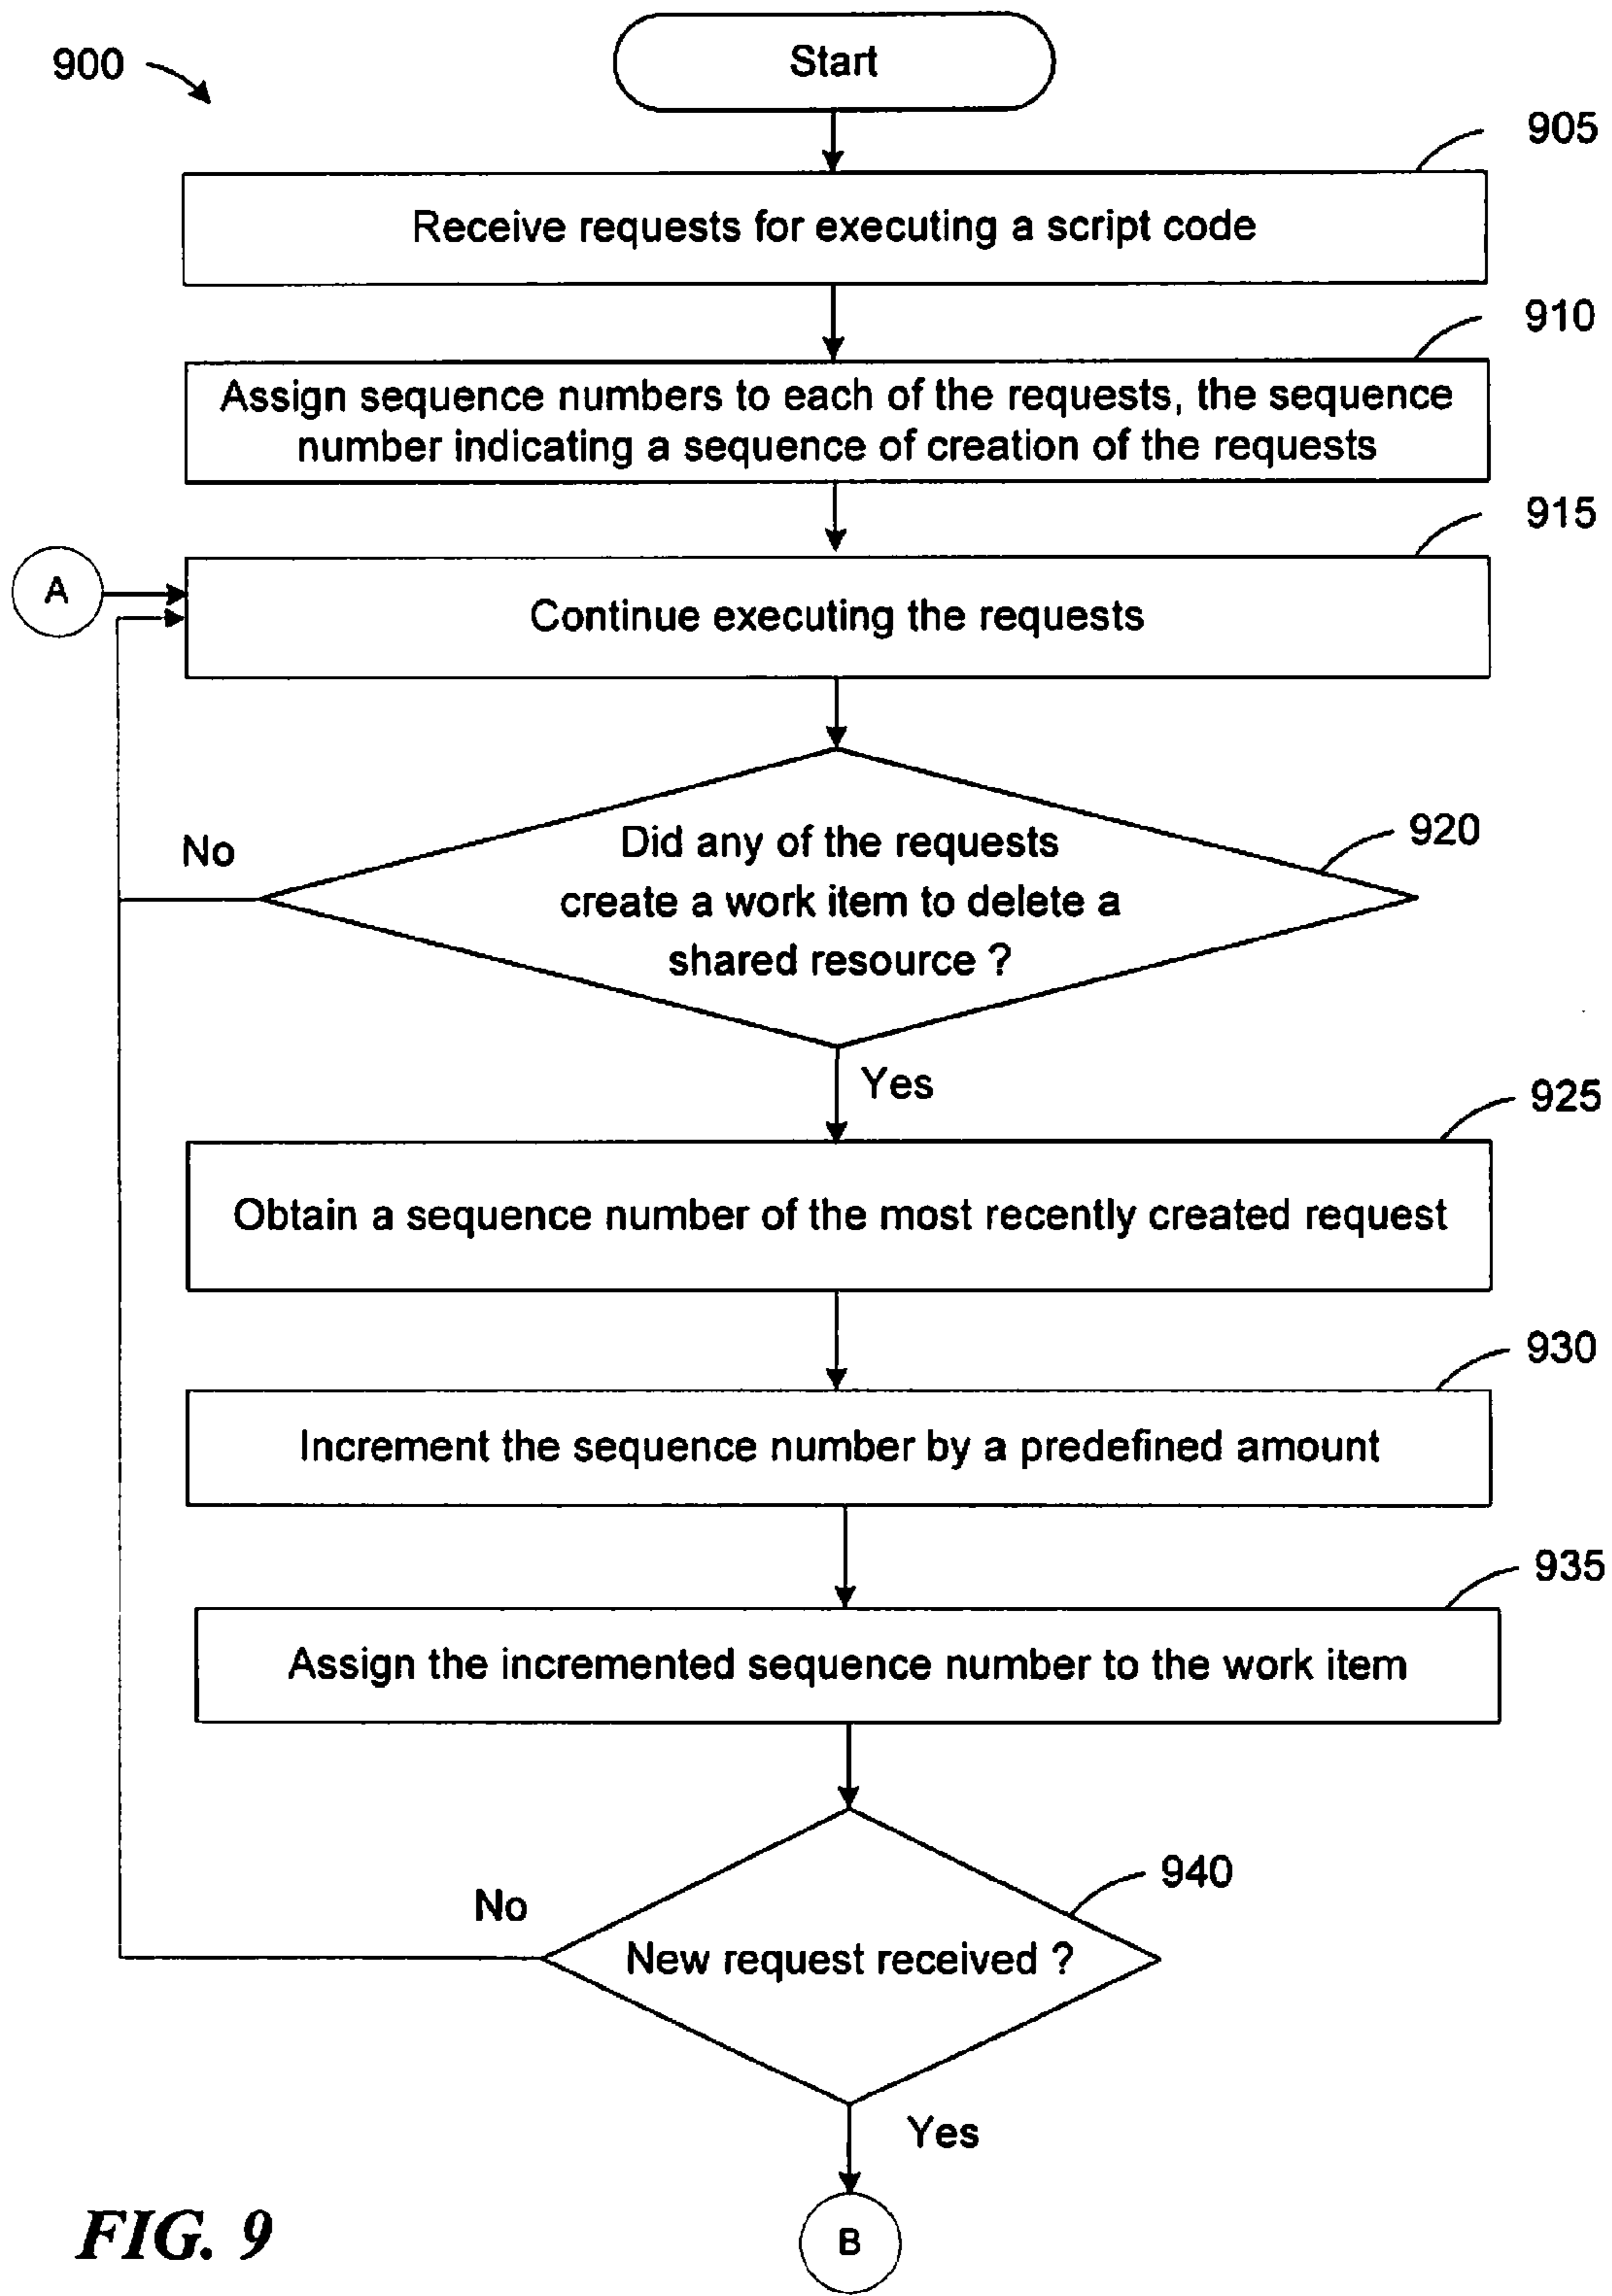 Start
900
905
Receive requests for executing a script code
910
Assign sequence numbers to each of the requests, the sequence
number indicating a sequence of creation of the requests
915
A
Continue executing the requests
920
No
Did any of the requests
create a work item to delete a
shared resource ?
Yes
925
Obtain a sequence number of the most recently created request
930
Increment the sequence number by a predefined amount
935
Assign the incremented sequence number to the work item
940
No
New request received ?
Yes
B
FIG. 9